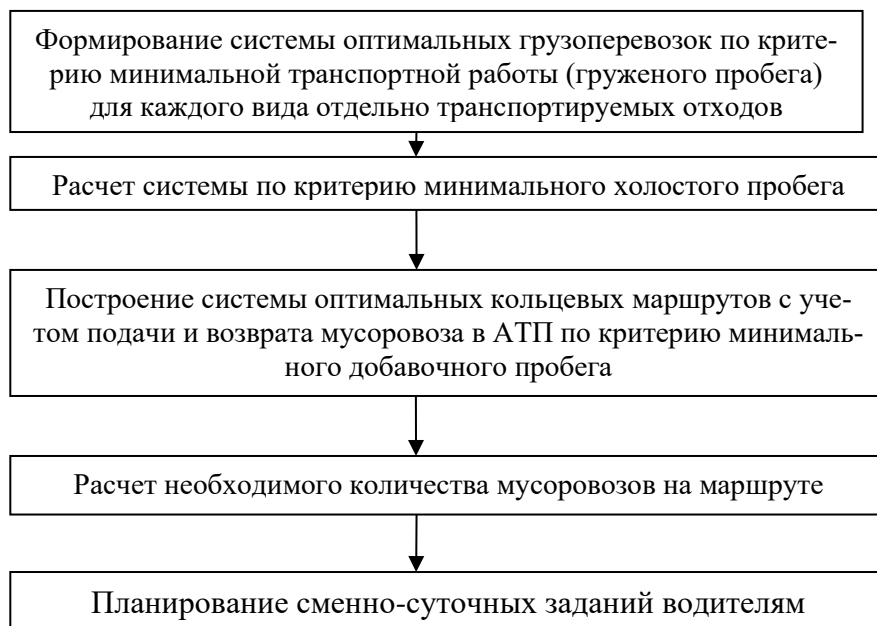 Формирование системы оптимальных грузоперевозок по крите-
рию минимальной транспортной работы (груженого пробега)
для каждого вида отдельно транспортируемых отходов
Расчет системы по критерию минимального холостого пробега
Построение системы оптимальных кольцевых маршрутов с уче-
том подачи и возврата мусоровоза в АТП по критерию минималь-
ного добавочного пробега
Расчет необходимого количества мусоровозов на маршруте
Планирование сменно-суточных заданий водителям